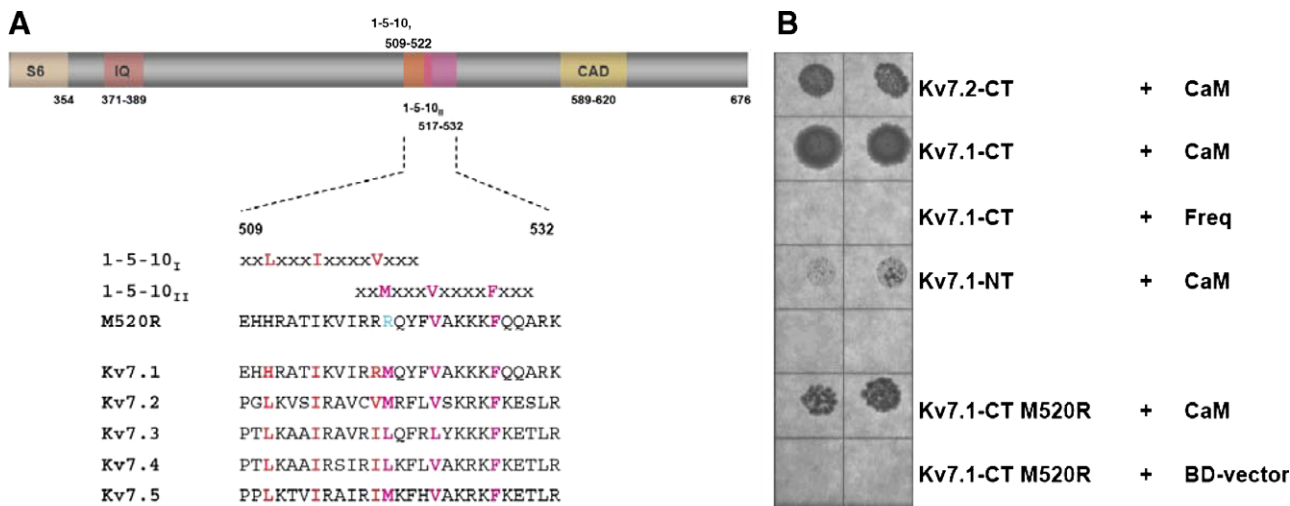 A
1-5-10I
509-522
S6
IQ
CAD
354
371-389
1-5-10II
517-532
589-620
676
509
532
1-5-10I xxLxxxIxxxxVxxx
1-5-10II xxMxxxVxxxxFxxx
M520R EHHRATIKVIRRRQYFVAKKKFQQARK
Kv7.1 EHHRATIKVIRRMQYFVAKKKFQQARK
Kv7.2 PGLKVSIRAVCVMRFLVSKRKFKESLR
Kv7.3 PTLKAAIRAVRILQFRLYKKKFKETLR
Kv7.4 PTLKAAIRSIRILKFLVAKRKFKETLR
Kv7.5 PPLKTVIRAIRIMKFHVAKRKFKETLR
B
Kv7.2-CT + CaM
Kv7.1-CT + CaM
Kv7.1-CT + Freq
Kv7.1-NT + CaM
Kv7.1-CT M520R + CaM
Kv7.1-CT M520R + BD-vector